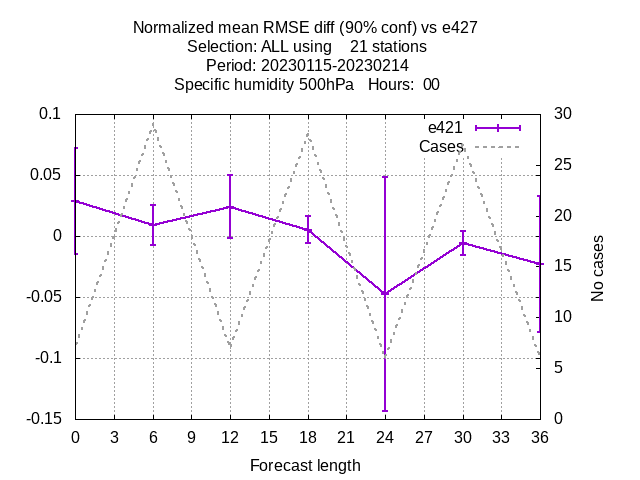 Normalized mean RMSE diff (90% conf) vs e427
Selection: ALL using    21 stations
Period: 20230115-20230214
Specific humidity 500hPa   Hours:  00
0.1
0.05
0
-0.05
-0.1
-0.15
30
25
20
15
10
5
0
e421
Cases
No cases
0 3 6 9 12 15 18 21 24 27 30 33 36
Forecast length